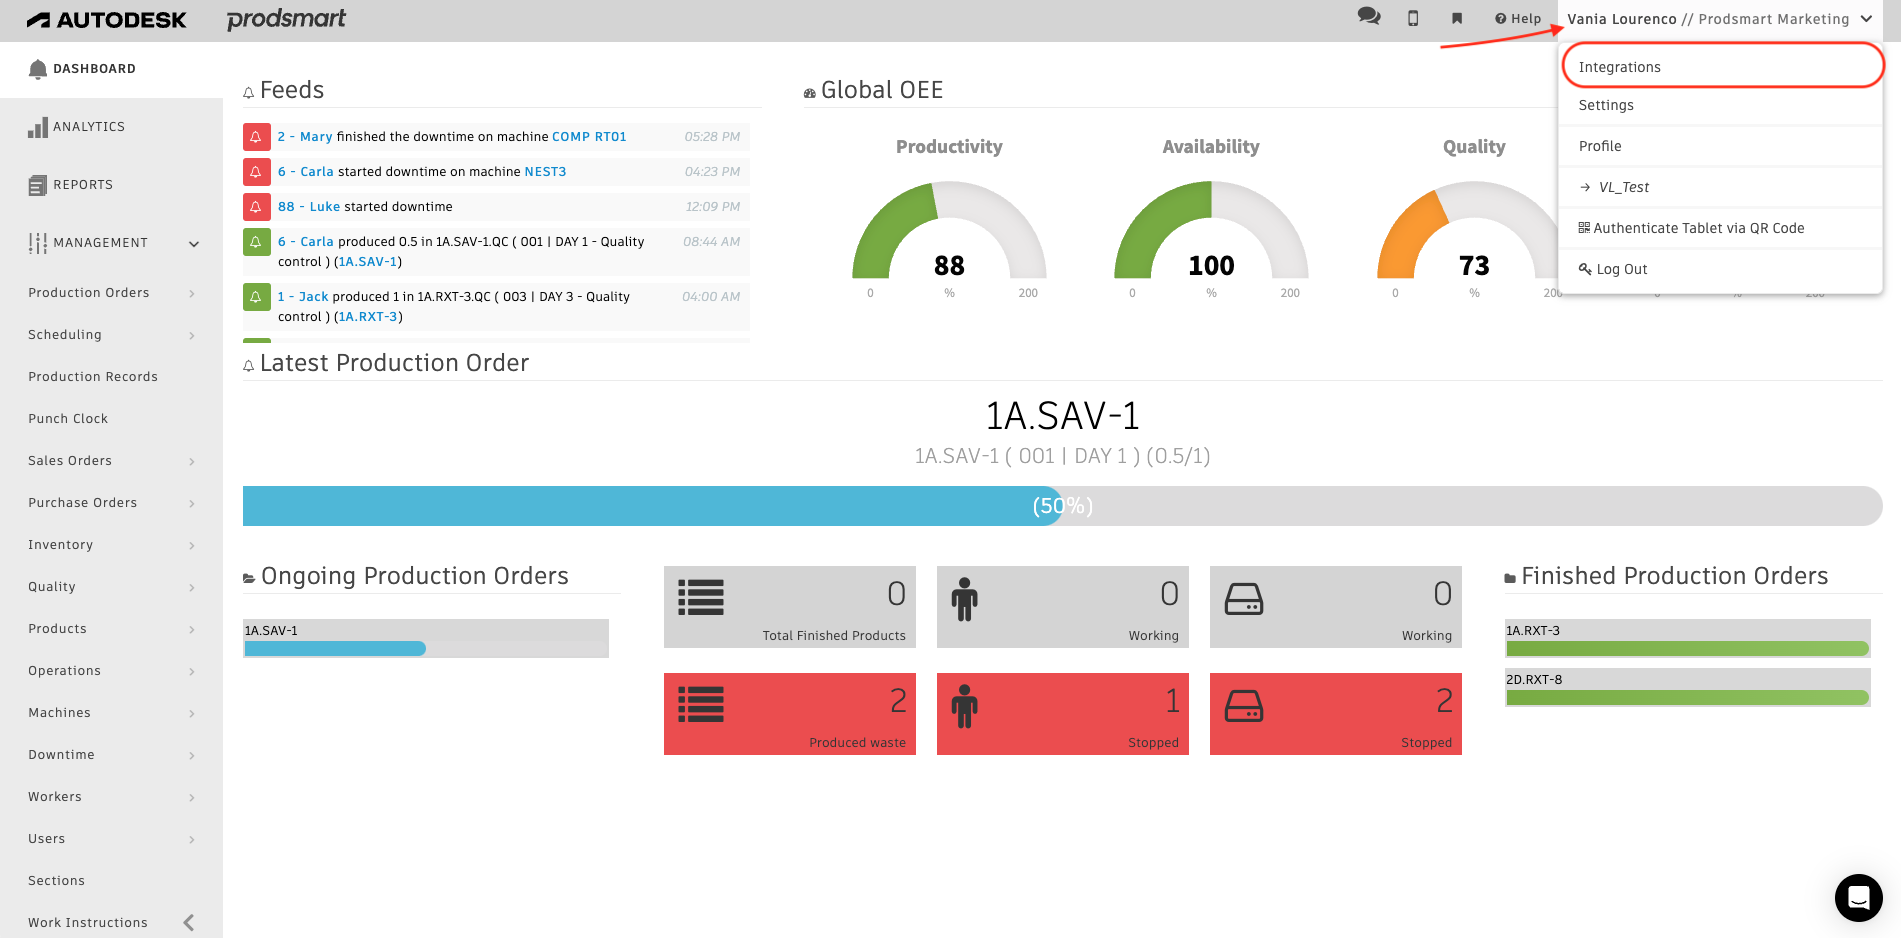 AUTODESK
prodsmart
Help
Vania Lourenco // Prodsmart Marketing
Integrations
Settings
Profile
→ VL_Test
Authenticate Tablet via QR Code
Log Out
DASHBOARD
ANALYTICS
REPORTS
MANAGEMENT
Production Orders
Scheduling
Production Records
Punch Clock
Sales Orders
Purchase Orders
Inventory
Quality
Products
Operations
Machines
Downtime
Workers
Users
Sections
Work Instructions
Feeds
2 - Mary finished the downtime on machine COMP RT01 05:28 PM
6 - Carla started downtime on machine NEST3 04:23 PM
88 - Luke started downtime 12:09 PM
6 - Carla produced 0.5 in 1A.SAV-1.QC ( 001 | DAY 1 - Quality 08:44 AM
control ) (1A.SAV-1)
1 - Jack produced 1 in 1A.RXT-3.QC ( 003 | DAY 3 - Quality 04:00 AM
control ) (1A.RXT-3)
Global OEE
Productivity
88
0 % 200
Availability
100
0 % 200
Quality
73
0 % 200
Latest Production Order
1A.SAV-1
1A.SAV-1 ( 001 | DAY 1 ) (0.5/1)
(50%)
Ongoing Production Orders
1A.SAV-1
0
Total Finished Products
0
Working
0
Working
2
Produced waste
1
Stopped
2
Stopped
Finished Production Orders
1A.RXT-3
2D.RXT-8